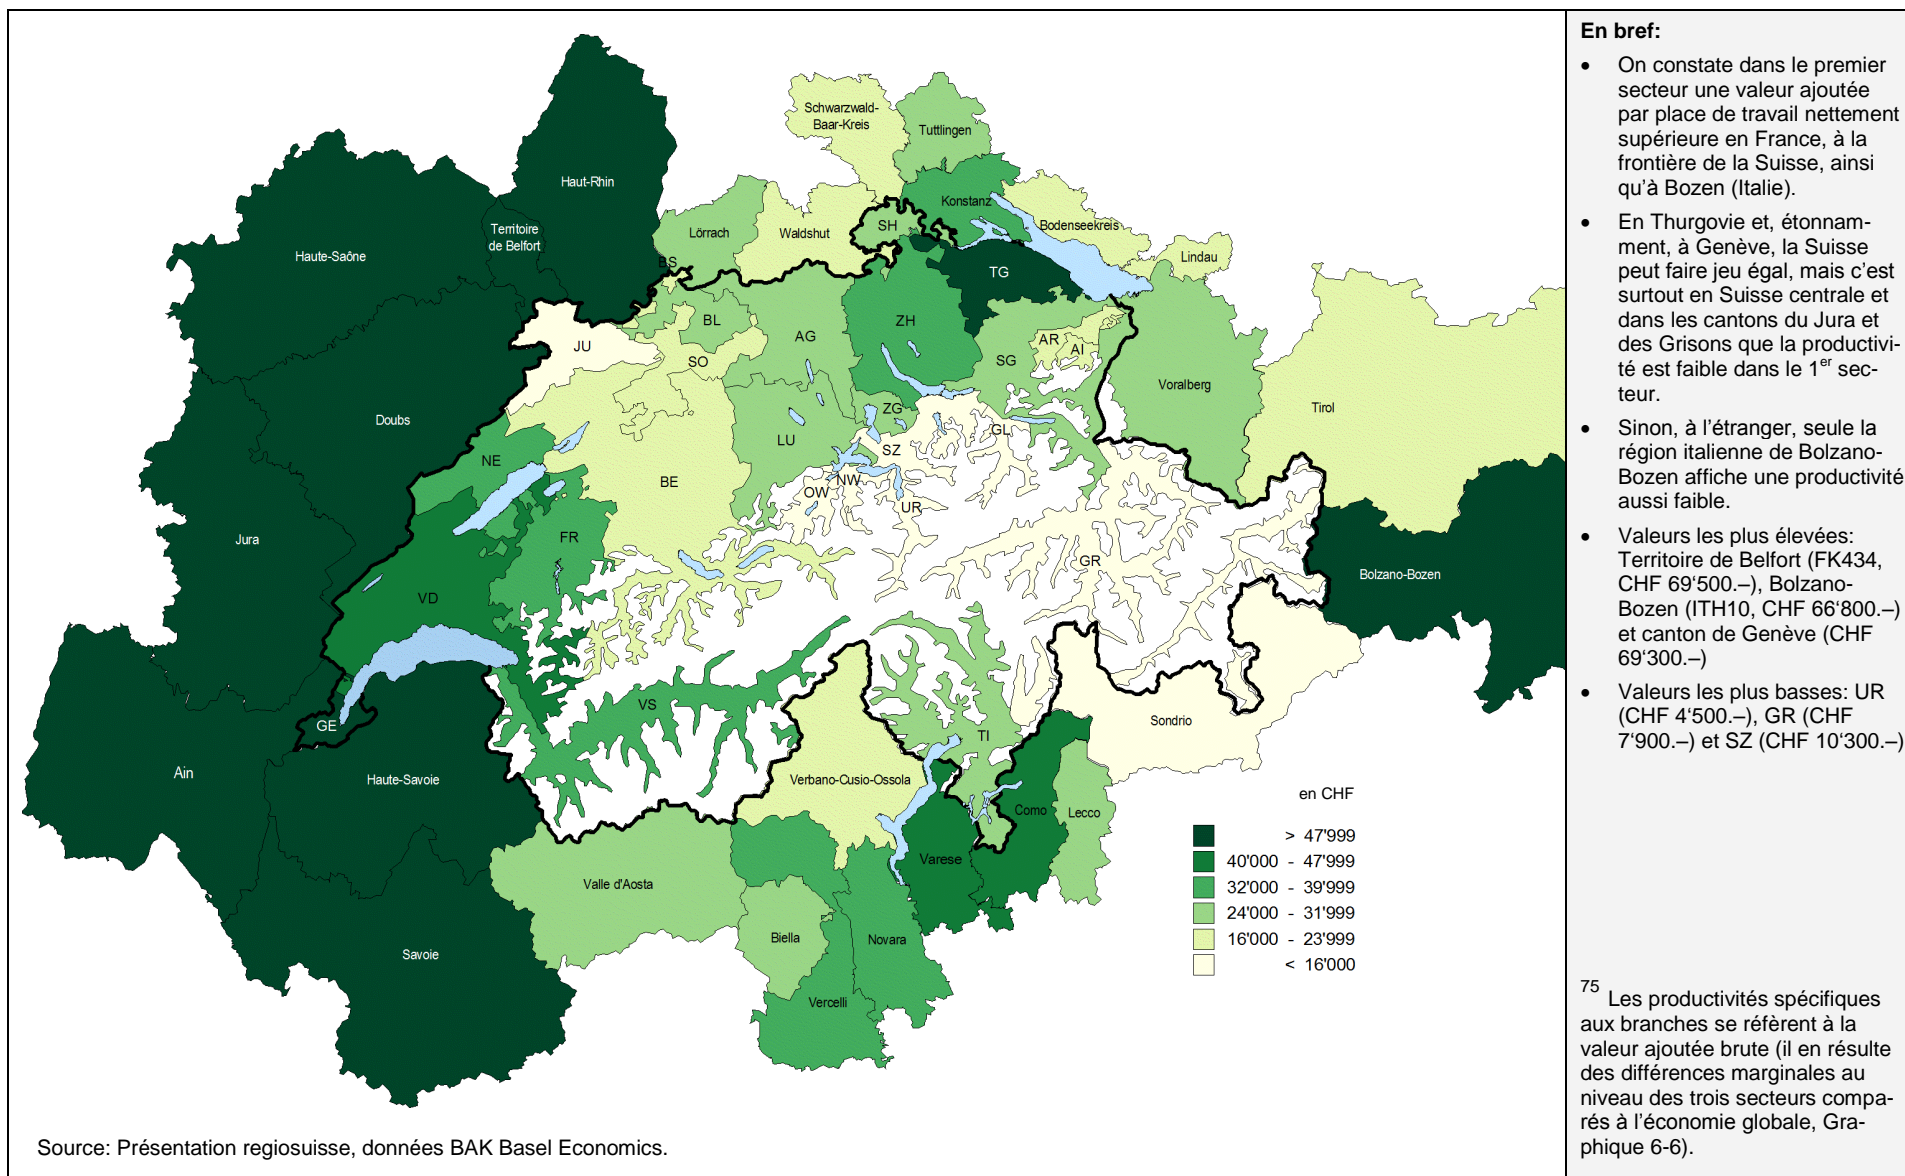 Schwarzwald-
Baar-Kreis
Tuttlingen
Haut-Rhin
Konstanz
Territoire
de Belfort
Lörrach
Waldshut
SH
Bodenseekreis
Haute-Saône
Lindau
BS
TG
BL
AG
ZH
JU
SO
AR
AI
SG
Voralberg
Tirol
Doubs
ZG
LU
GL
SZ
NE
BE
NW
OW
UR
Jura
FR
GR
Bolzano-Bozen
VD
VS
Sondrio
GE
TI
Ain
Haute-Savoie
Verbano-Cusio-Ossola
Como
Lecco
Varese
Valle d'Aosta
Biella
Novara
Savoie
Vercelli
en CHF
> 47'999
40'000 - 47'999
32'000 - 39'999
24'000 - 31'999
16'000 - 23'999
< 16'000
Source: Présentation regiosuisse, données BAK Basel Economics.
En bref:
• On constate dans le premier
secteur une valeur ajoutée
par place de travail nettement
supérieure en France, à la
frontière de la Suisse, ainsi
qu'à Bozen (Italie).
• En Thurgovie et, étonnam-
ment, à Genève, la Suisse
peut faire jeu égal, mais c'est
surtout en Suisse centrale et
dans les cantons du Jura et
des Grisons que la productivi-
té est faible dans le 1er sec-
teur.
• Sinon, à l'étranger, seule la
région italienne de Bolzano-
Bozen affiche une productivité
aussi faible.
• Valeurs les plus élevées:
Territoire de Belfort (FK434,
CHF 69'500.–), Bolzano-
Bozen (ITH10, CHF 66'800.–)
et canton de Genève (CHF
69'300.–)
• Valeurs les plus basses: UR
(CHF 4'500.–), GR (CHF
7'900.–) et SZ (CHF 10'300.–)
75 Les productivités spécifiques
aux branches se réfèrent à la
valeur ajoutée brute (il en résulte
des différences marginales au
niveau des trois secteurs compa-
rés à l'économie globale, Gra-
phique 6-6).